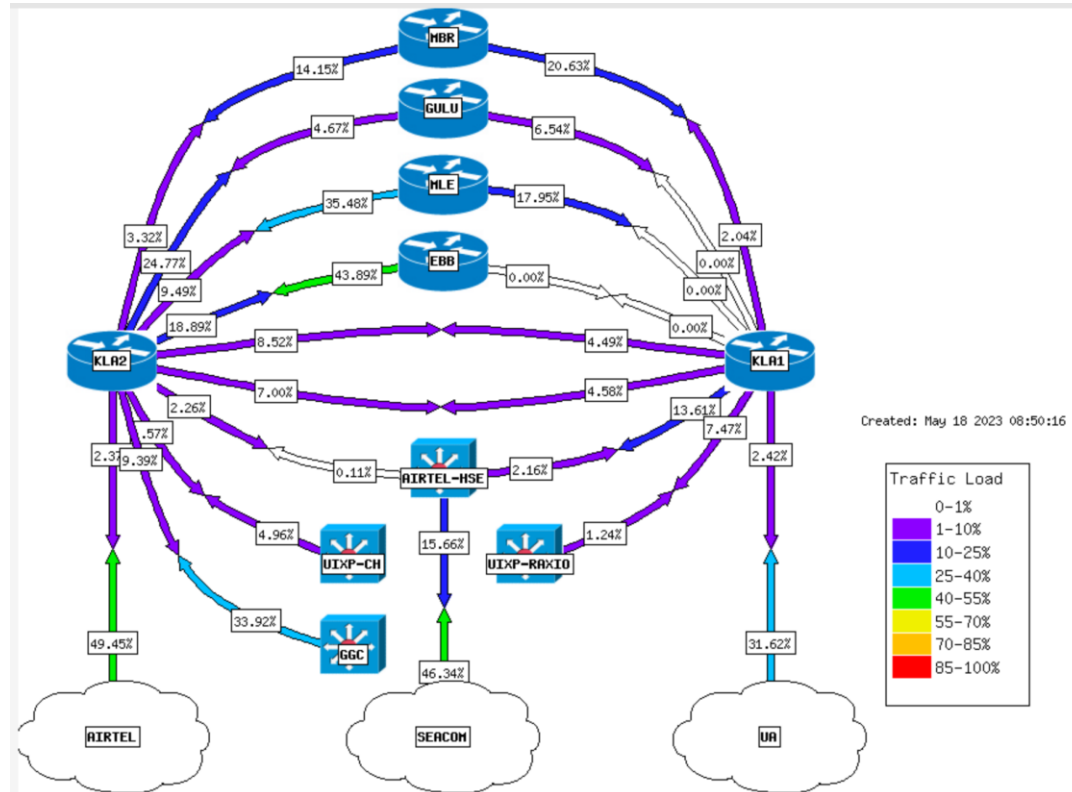 MBR
14.15%
20.63%
GULU
4.67%
6.54%
MLE
35.48%
17.95%
3.32%
2.04%
EBB
24.77%
0.00%
43.89%
0.00%
9.49%
0.00%
18.89%
0.00%
8.52%
4.49%
KLA2
KLA1
7.00%
4.58%
2.26%
13.61%
Created: May 18 2023 08:50:16
.57%
7.47%
2.37
9.39%
0.11%
AIRTEL-HSE
2.16%
2.42%
Traffic Load
0-1%
1-10%
10-25%
25-40%
40-55%
55-70%
70-85%
85-100%
4.96%
15.66%
1.24%
UIXP-CH
UIXP-RAXIO
33.92%
49.45%
GGC
31.62%
46.34%
AIRTEL
SEACOM
UA